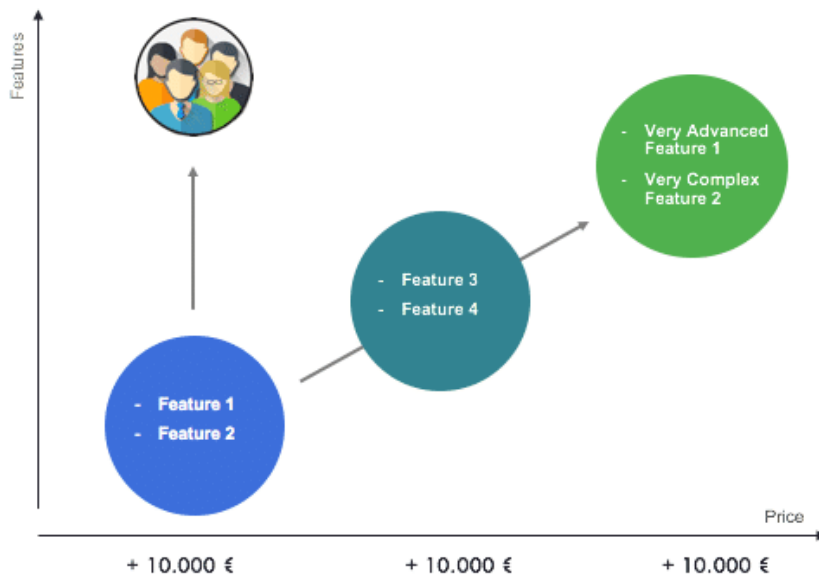 Features
- Very Advanced
Feature 1
- Very Complex
Feature 2
- Feature 3
- Feature 4
- Feature 1
- Feature 2
Price
+ 10.000 €
+ 10.000 €
+ 10.000 €